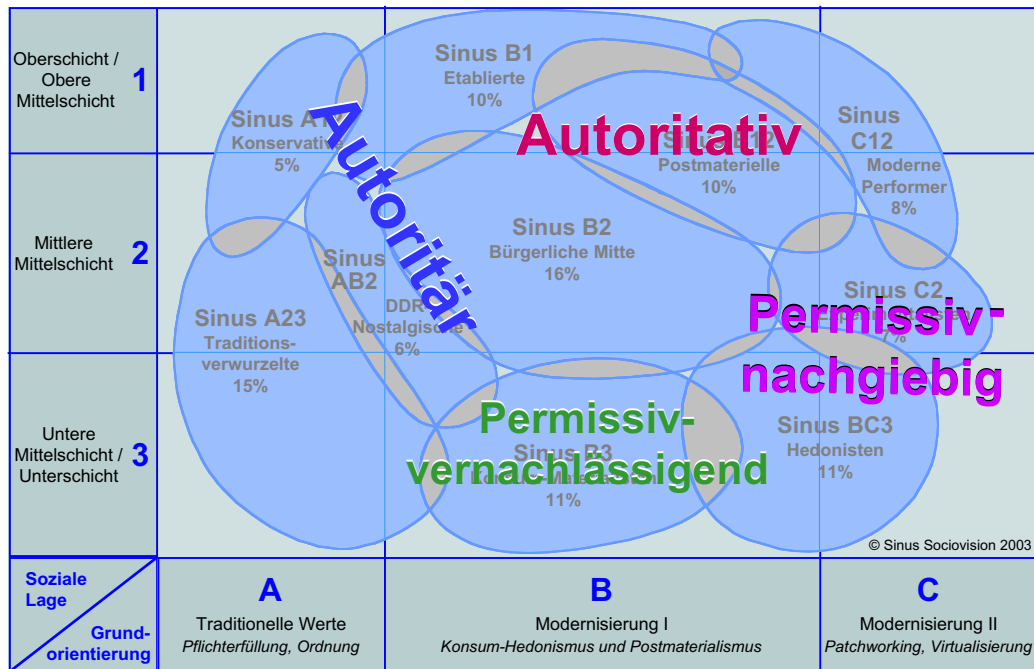 Oberschicht /
Obere
Mittelschicht
1
Mittlere
Mittelschicht
2
Untere
Mittelschicht /
Unterschicht
3
Sinus B1
Etablierte
10%
Konservative
5%
Sinus
C12
Moderne
Performer
8%
Autoritativ
Sinus B12
Postmaterielle
10%
Autoritär
Sinus B2
Bürgerliche Mitte
16%
Sinus
AB2
DDR-
Nostalgische
6%
Sinus A23
Traditions-
verwurzelte
15%
Sinus C2
7%
Permissiv-
nachgiebig
Permissiv-
vernachlässigend
Sinus B3
11%
Sinus BC3
Hedonisten
11%
© Sinus Sociovision 2003
Soziale
Lage
Grund-
orientierung
A
Traditionelle Werte
Pflichterfüllung, Ordnung
B
Modernisierung I
Konsum-Hedonismus und Postmaterialismus
C
Modernisierung II
Patchworking, Virtualisierung